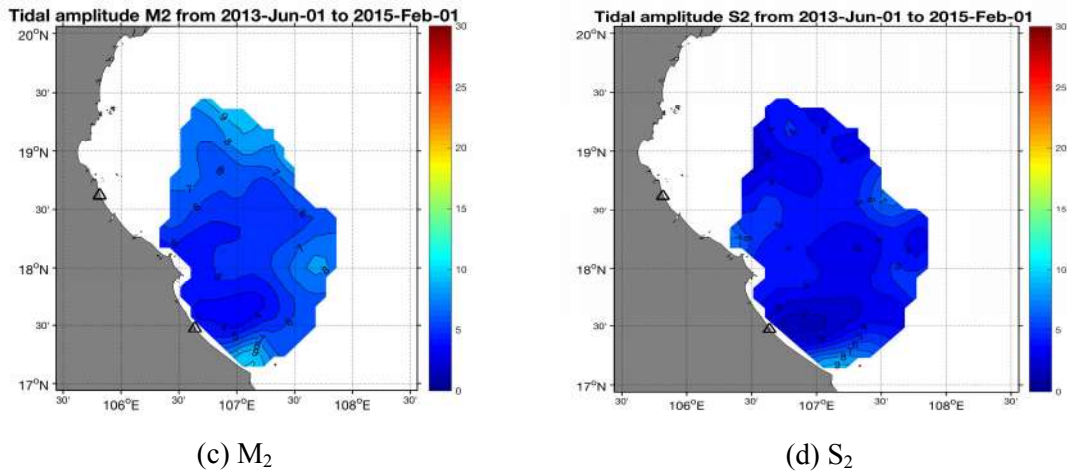 Tidal amplitude M2 from 2013-Jun-01 to 2015-Feb-01
20°N
30'
19°N
30'
18°N
30'
17°N
30'
106°E
30'
107°E
30'
108°E
30'
30
25
20
15
10
5
0
(c) M₂
Tidal amplitude S2 from 2013-Jun-01 to 2015-Feb-01
20°N
30'
19°N
30'
18°N
30'
17°N
30'
106°E
30'
107°E
30'
108°E
30'
30
25
20
15
10
5
0
(d) S₂